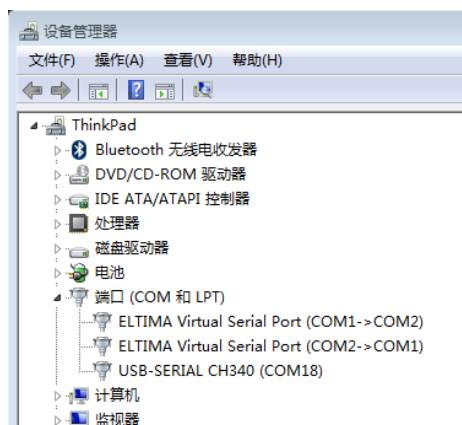 设备管理器
文件(F) 操作(A) 查看(V) 帮助(H)
ThinkPad
Bluetooth 无线电收发器
DVD/CD-ROM 驱动器
IDE ATA/ATAPI 控制器
处理器
磁盘驱动器
电池
端口 (COM 和 LPT)
ELTIMA Virtual Serial Port (COM1->COM2)
ELTIMA Virtual Serial Port (COM2->COM1)
USB-SERIAL CH340 (COM18)
计算机
监视器